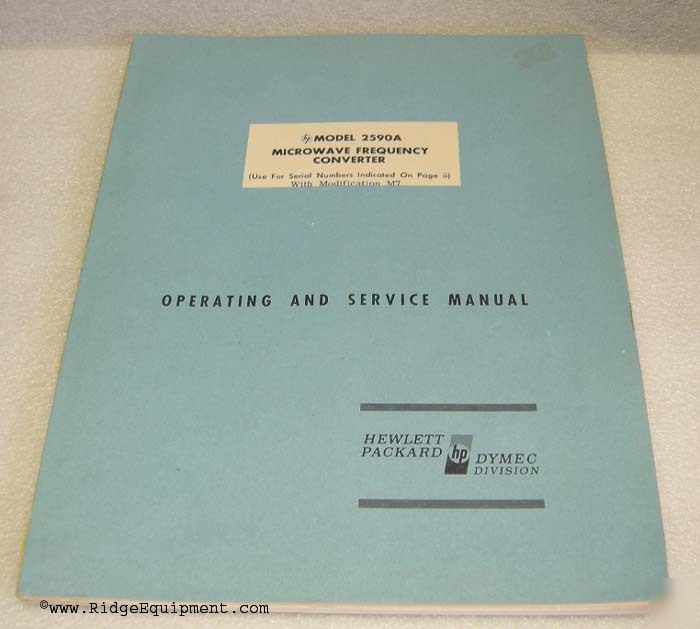 hp MODEL 2590A
MICROWAVE FREQUENCY
CONVERTER
(Use For Serial Numbers Indicated On Page ii)
With Modification M7
OPERATING AND SERVICE MANUAL
HEWLETT
PACKARD
hp
DYMEC
DIVISION
©www.RidgeEquipment.com